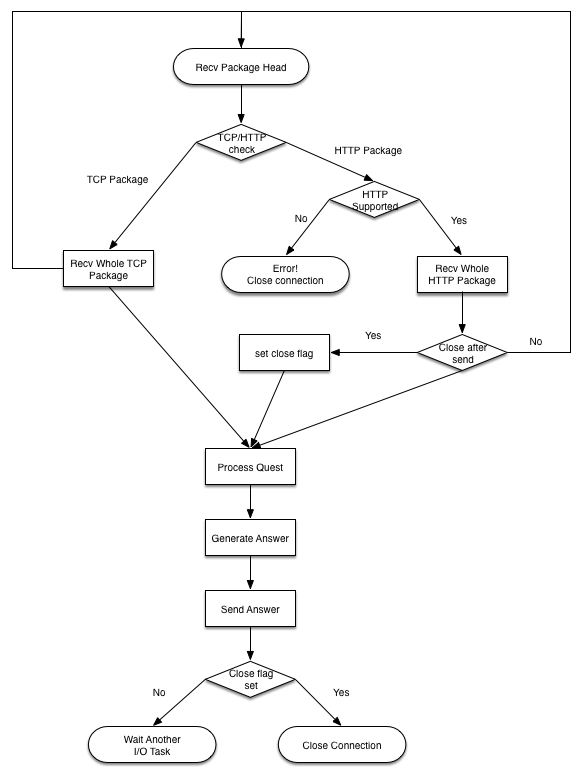 Recv Package Head
TCP/HTTP
check
HTTP Package
TCP Package
HTTP
Supported
No
Yes
Recv Whole TCP
Package
Error!
Close connection
Recv Whole
HTTP Package
Yes
No
set close flag
Close after
send
Process Quest
Generate Answer
Send Answer
Close flag
set
No
Yes
Wait Another
I/O Task
Close Connection